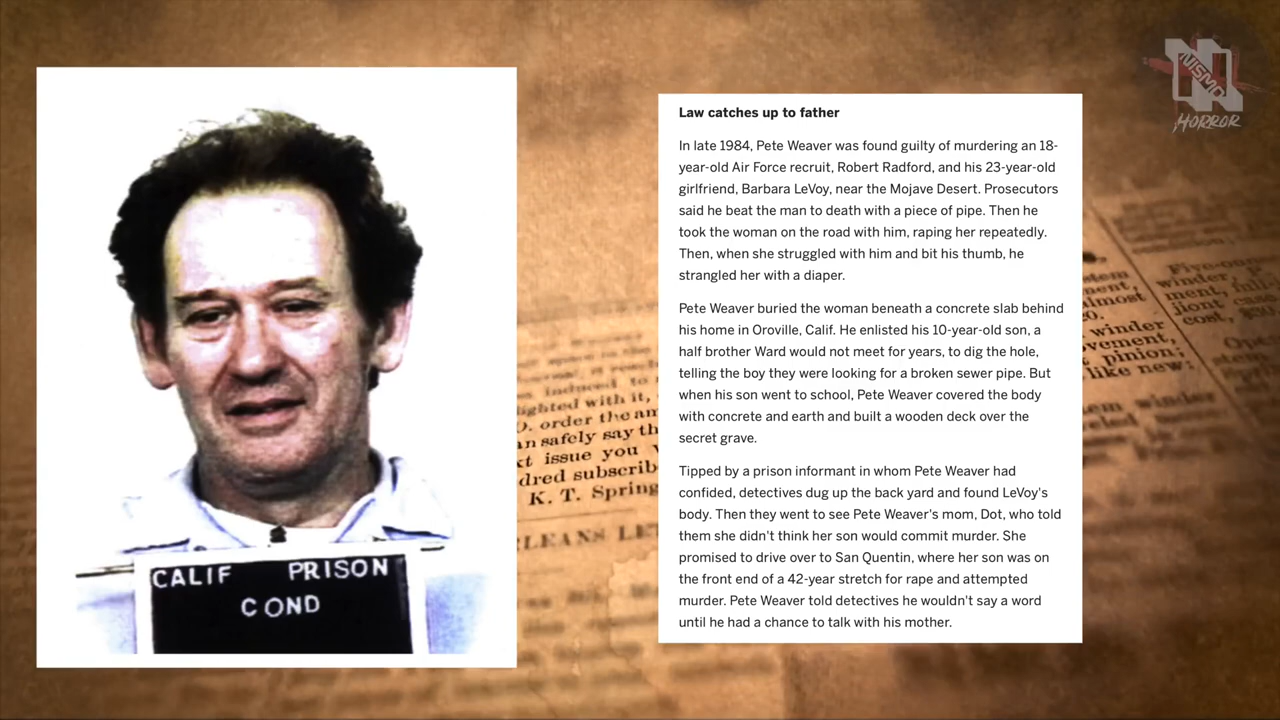 NISMO
HORROR
Law catches up to father
In late 1984, Pete Weaver was found guilty of murdering an 18-
year-old Air Force recruit, Robert Radford, and his 23-year-old
girlfriend, Barbara LeVoy, near the Mojave Desert. Prosecutors
said he beat the man to death with a piece of pipe. Then he
took the woman on the road with him, raping her repeatedly.
Then, when she struggled with him and bit his thumb, he
strangled her with a diaper.
Pete Weaver buried the woman beneath a concrete slab behind
his home in Oroville, Calif. He enlisted his 10-year-old son, a
half brother Ward would not meet for years, to dig the hole,
telling the boy they were looking for a broken sewer pipe. But
when his son went to school, Pete Weaver covered the body
with concrete and earth and built a wooden deck over the
secret grave.
Tipped by a prison informant in whom Pete Weaver had
confided, detectives dug up the back yard and found LeVoy's
body. Then they went to see Pete Weaver's mom, Dot, who told
them she didn't think her son would commit murder. She
promised to drive over to San Quentin, where her son was on
the front end of a 42-year stretch for rape and attempted
murder. Pete Weaver told detectives he wouldn't say a word
until he had a chance to talk with his mother.
CALIF PRISON
COND
order the
safely say
issue you
K. T. Spring
winder
pinion;
like new;